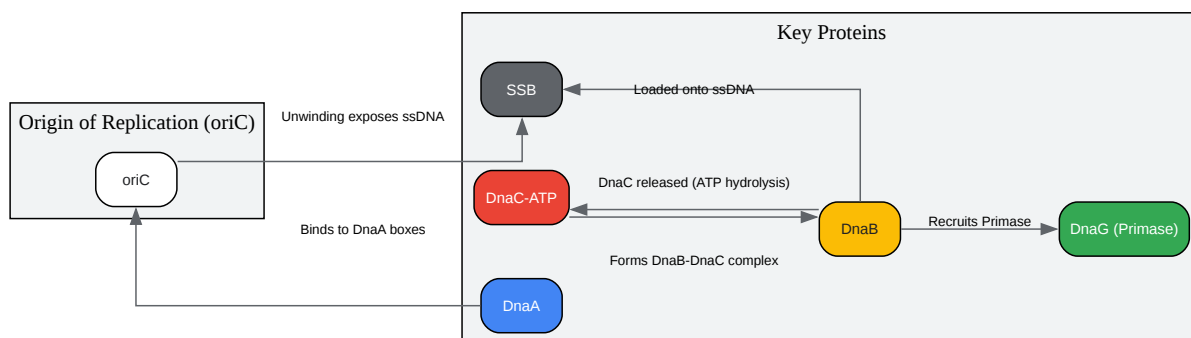 Key Proteins
SSB
Loaded onto ssDNA
Unwinding exposes ssDNA
Origin of Replication (oriC)
oriC
DnaC-ATP
DnaC released (ATP hydrolysis)
Binds to DnaA boxes
DnaB
Recruits Primase
DnaG (Primase)
Forms DnaB-DnaC complex
DnaA